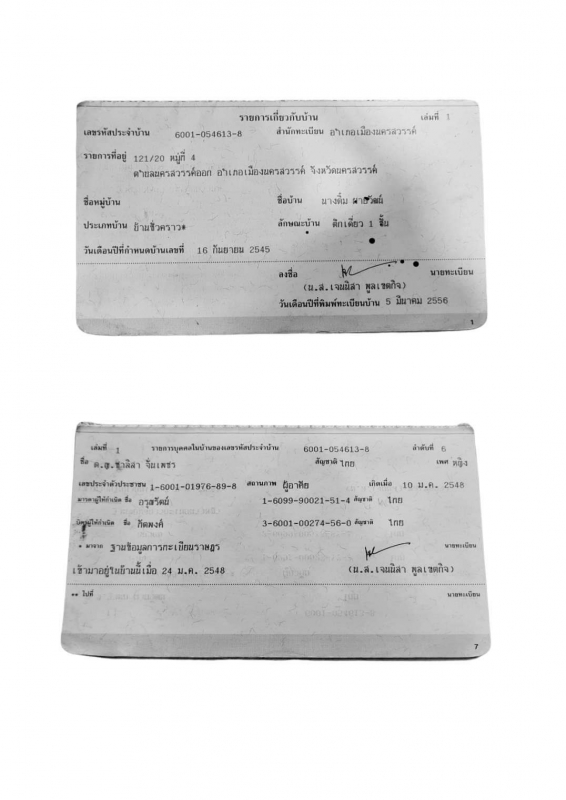 รายการเกี่ยวกับบ้าน เล่มที่ 1
เลขรหัสประจำบ้าน 6001-054613-8 สำนักทะเบียน อำเภอเมืองนครสวรรค์
รายการที่อยู่ 121/20 หมู่ที่ 4
ตำบลนครสวรรค์ออก อำเภอเมืองนครสวรรค์ จังหวัดนครสวรรค์
ชื่อหมู่บ้าน ชื่อบ้าน
ประเภทบ้าน บ้านชั่วคราว* ลักษณะบ้าน ตึกเดี่ยว 1 ชั้น
วันเดือนปีที่กำหนดบ้านเลขที่ 16 กันยายน 2545
ลงชื่อ นายทะเบียน
(น.ส.เจนนิสา พูลเขตกิจ)
วันเดือนปีที่พิมพ์ทะเบียนบ้าน 5 มีนาคม 2556
1
เล่มที่ 1 รายการบุคคลในบ้านของเลขรหัสประจำบ้าน 6001-054613-8 ลำดับที่ 6
ชื่อ ด.ญ.ชาลิสา จั่นเพชร สัญชาติ ไทย เพศ หญิง
เลขประจำตัวประชาชน 1-6001-01976-89-8 สถานภาพ ผู้อาศัย เกิดเมื่อ 10 ม.ค. 2548
มารดาผู้ให้กำเนิด ชื่อ อรุสวัตย์ 1-6099-90021-51-4 สัญชาติ ไทย
บิดาผู้ให้กำเนิด ชื่อ กิตพงศ์ 3-6001-00274-56-0 สัญชาติ ไทย
* มาจาก ฐานข้อมูลการทะเบียนราษฎร นายทะเบียน
เข้ามาอยู่ในบ้านนี้เมื่อ 24 ม.ค. 2548 (น.ส.เจนนิสา พูลเขตกิจ)
** ไปที่ นายทะเบียน
7